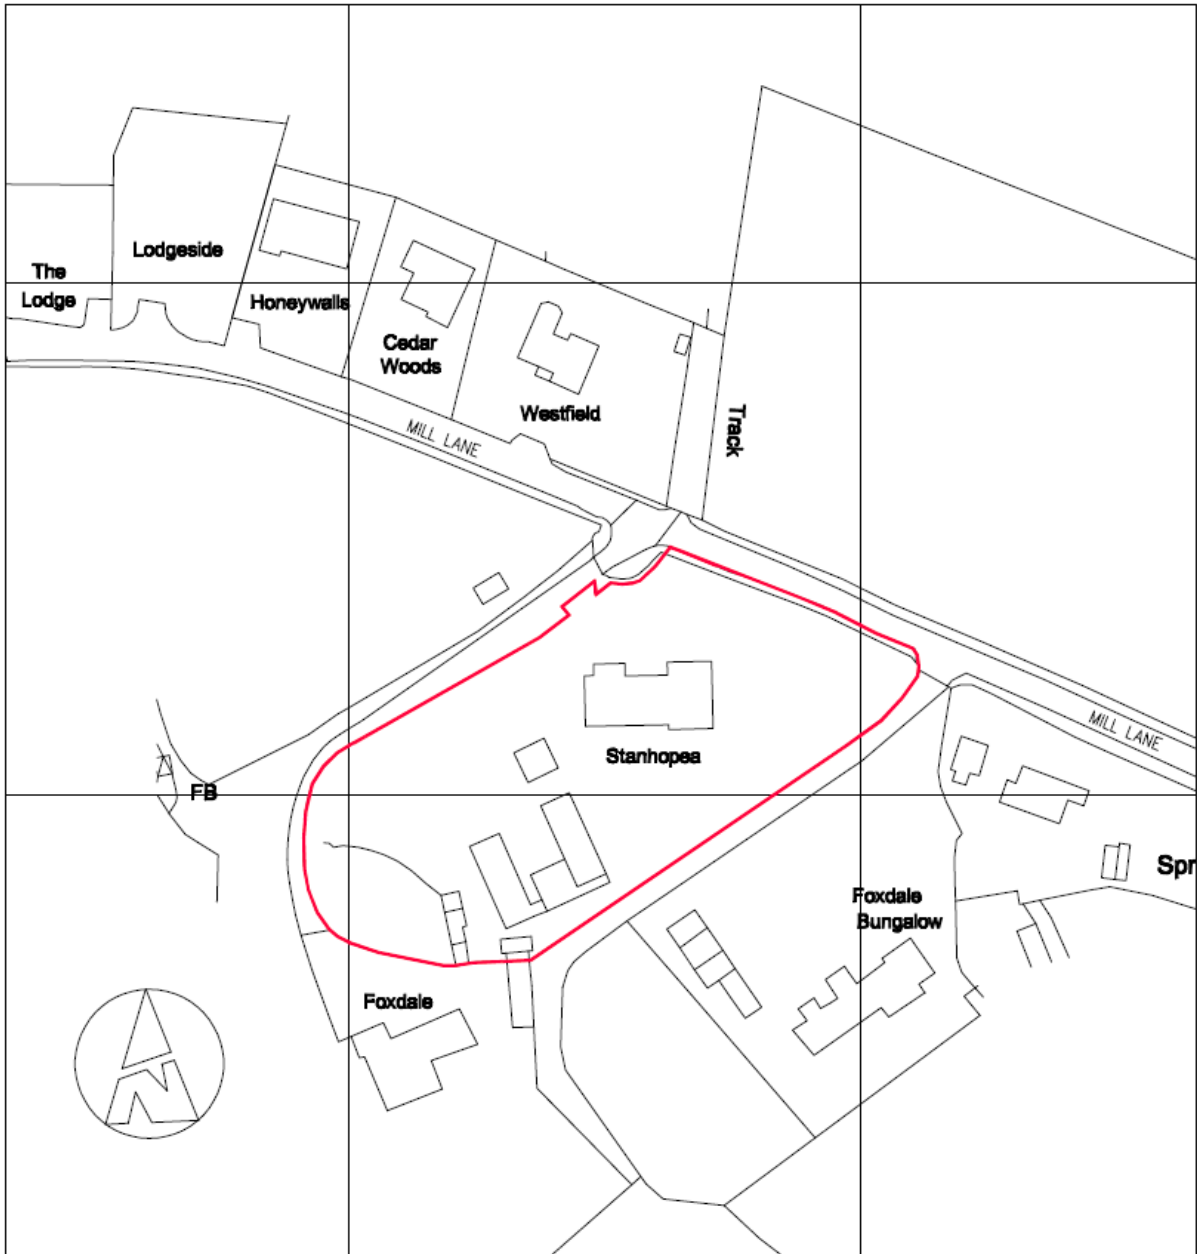 Lodgeside
The
Lodge
Honeywalls
Cedar
Woods
Westfield
MILL LANE
Track
Stanhopea
MILL LANE
FB
Spr
Foxdale
Bungalow
Foxdale
N